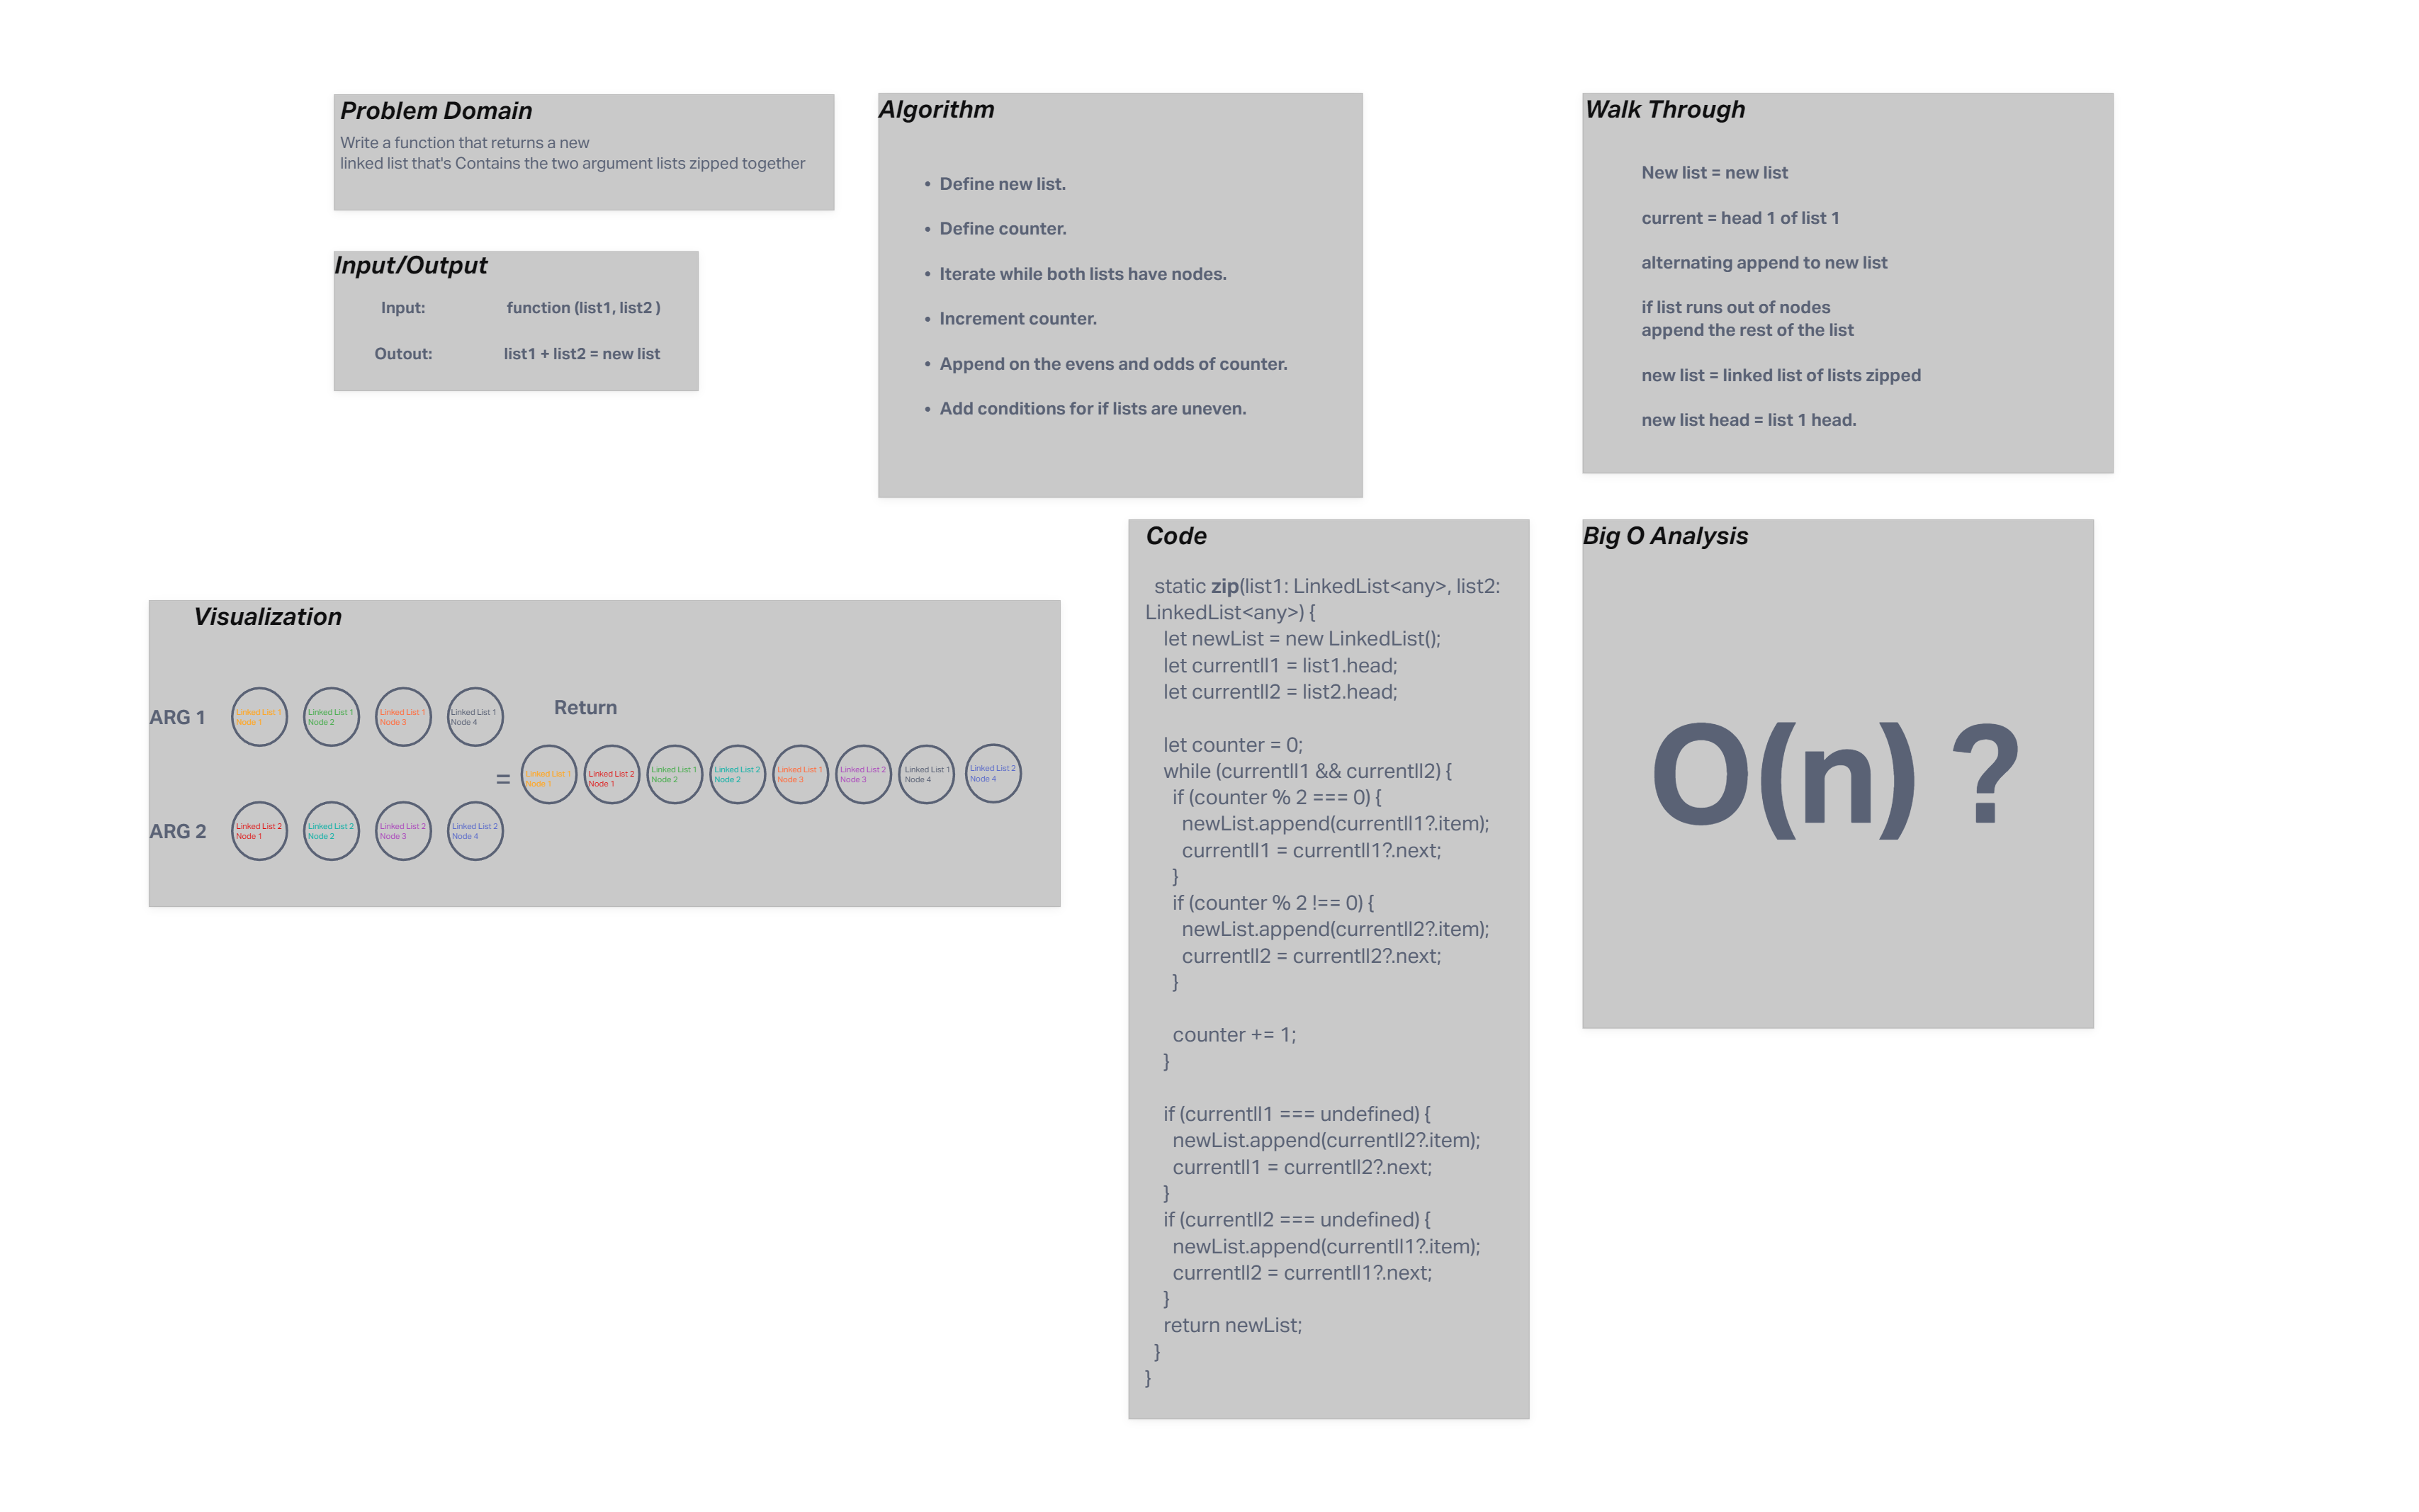 Problem Domain
Write a function that returns a new
linked list that's Contains the two argument lists zipped together
Input/Output
Input: function (list1, list2 )
Outout: list1 + list2 = new list
Algorithm
• Define new list.
• Define counter.
• Iterate while both lists have nodes.
• Increment counter.
• Append on the evens and odds of counter.
• Add conditions for if lists are uneven.
Walk Through
New list = new list
current = head 1 of list 1
alternating append to new list
if list runs out of nodes
append the rest of the list
new list = linked list of lists zipped
new list head = list 1 head.
Visualization
ARG 1
Linked List 1
Node 1
Linked List 1
Node 2
Linked List 1
Node 3
Linked List 1
Node 4
Return
=
Linked List 1
Node 1
Linked List 2
Node 1
Linked List 1
Node 2
Linked List 2
Node 2
Linked List 1
Node 3
Linked List 2
Node 3
Linked List 1
Node 4
Linked List 2
Node 4
ARG 2
Linked List 2
Node 1
Linked List 2
Node 2
Linked List 2
Node 3
Linked List 2
Node 4
Code
static zip(list1: LinkedList<any>, list2:
LinkedList<any>) {
let newList = new LinkedList();
let currentll1 = list1.head;
let currentll2 = list2.head;
let counter = 0;
while (currentll1 && currentll2) {
if (counter % 2 === 0) {
newList.append(currentll1?.item);
currentll1 = currentll1?.next;
}
if (counter % 2 !== 0) {
newList.append(currentll2?.item);
currentll2 = currentll2?.next;
}
counter += 1;
}
if (currentll1 === undefined) {
newList.append(currentll2?.item);
currentll1 = currentll2?.next;
}
if (currentll2 === undefined) {
newList.append(currentll1?.item);
currentll2 = currentll1?.next;
}
return newList;
}
}
Big O Analysis
O(n) ?